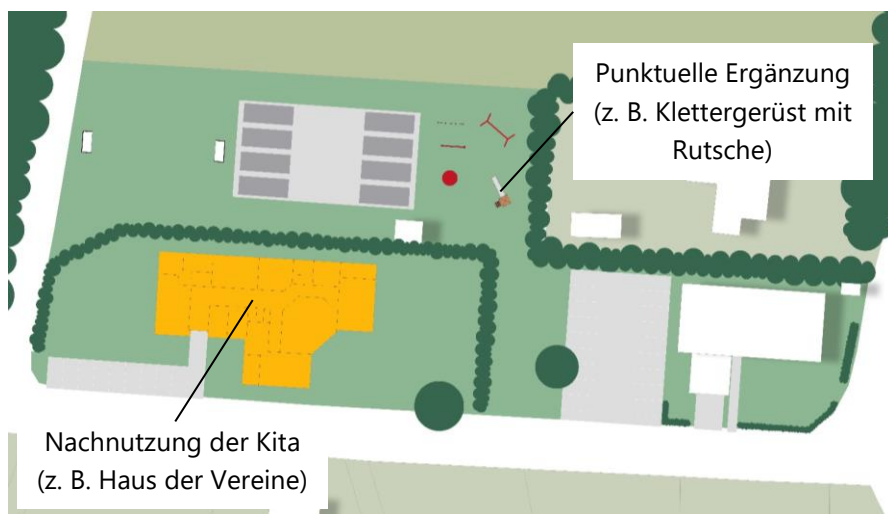 Punktuelle Ergänzung
(z. B. Klettergerüst mit
Rutsche)
Nachnutzung der Kita
(z. B. Haus der Vereine)